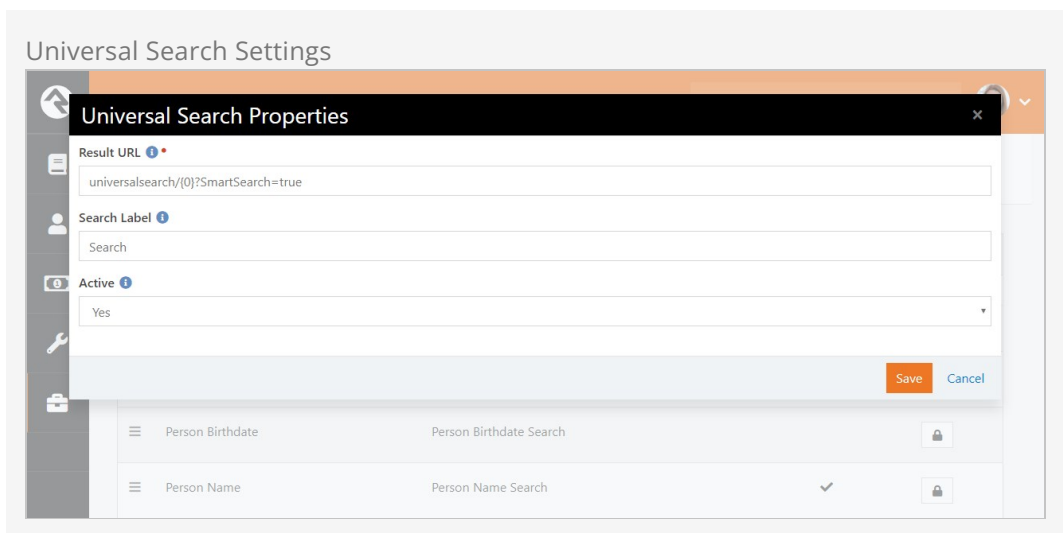 Universal Search Settings
Universal Search Properties
Result URL
universalsearch/{0}?SmartSearch=true
Search Label
Search
Active
Yes
Save Cancel
Person Birthdate Person Birthdate Search
Person Name Person Name Search